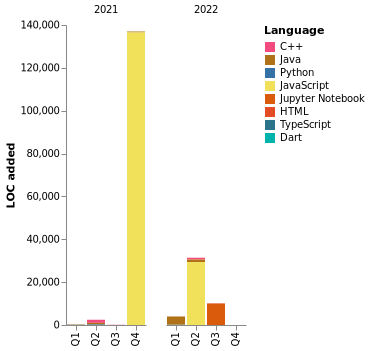 2021 2022
LOC added
140,000
120,000
100,000
80,000
60,000
40,000
20,000
0
Q1 Q2 Q3 Q4 Q1 Q2 Q3 Q4
Language
C++
Java
Python
JavaScript
Jupyter Notebook
HTML
TypeScript
Dart